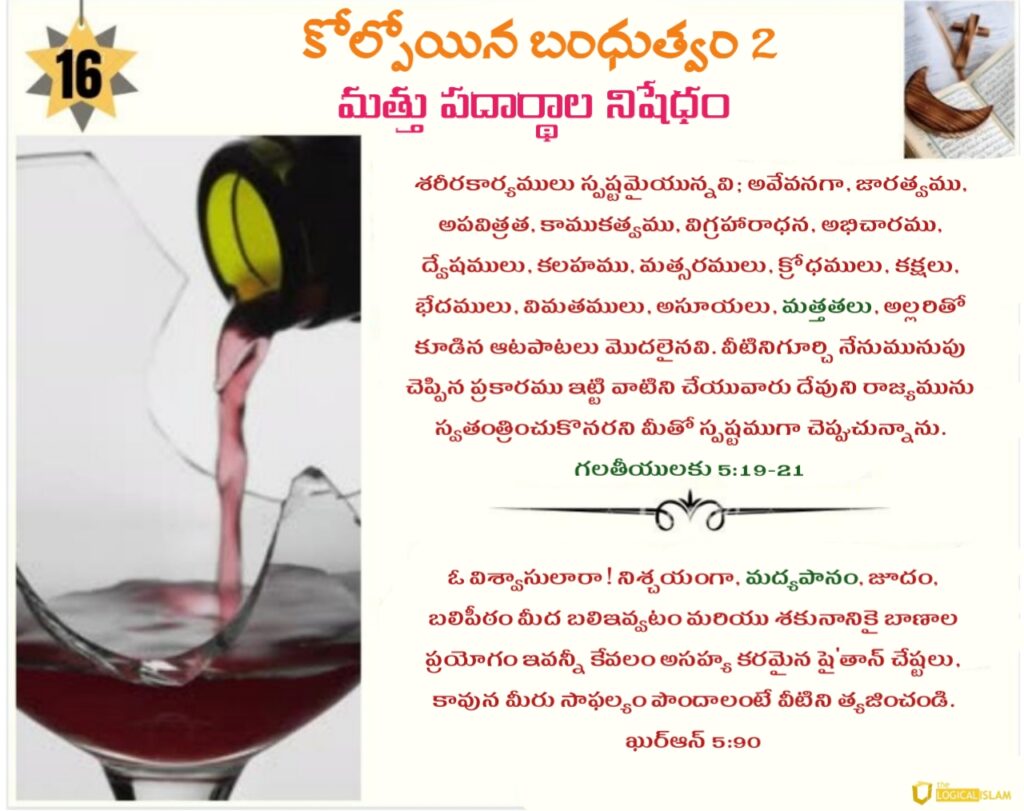 16
కోల్పోయిన బంధుత్వం 2
మత్తు పదార్థాల నిషేధం
శరీరకార్యములు స్పష్టమైయున్నవి; అవేవనగా, జారత్వము,
అపవిత్రత, కాముకత్వము, విగ్రహారాధన, అభిచారము,
ద్వేషములు, కలహము, మత్సరములు, క్రోధములు, కక్షలు,
భేదములు, విమతములు, అసూయలు, మత్తతలు, అల్లరితో
కూడిన ఆటపాటలు మొదలైనవి. వీటినిగూర్చి నేనుమునుపు
చెప్పిన ప్రకారము ఇట్టి వాటిని చేయువారు దేవుని రాజ్యమును
స్వతంత్రించుకొనరని మీతో స్పష్టముగా చెప్పుచున్నాను.
గలతీయులకు 5:19-21
ఓ విశ్వాసులారా! నిశ్చయంగా, మద్యపానం, జూదం,
బలిపీఠం మీద బలిఇవ్వటం మరియు శకునానికై బాణాల
ప్రయోగం ఇవన్నీ కేవలం అసహ్య కరమైన షై'తాన్ చేష్టలు,
కావున మీరు సాఫల్యం పొందాలంటే వీటిని త్యజించండి.
ఖుర్ఆన్ 5:90
the
LOGICAL ISLAM